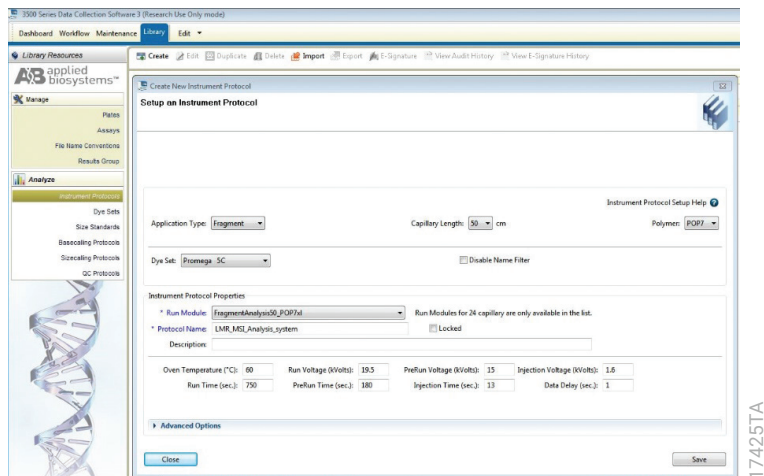 3500 Series Data Collection Software 3 (Research Use Only mode)
Dashboard Workflow Maintenance Library Edit
Library Resources
Create Edit Duplicate Delete Import Export E-Signature View Audit History View E-Signature History
AB applied
biosystems™
Manage
Plates
Assays
File Name Conventions
Results Group
Analyze
Instrument Protocols
Dye Sets
Size Standards
Basecalling Protocols
Sizecalling Protocols
QC Protocols
Create New Instrument Protocol
Setup an Instrument Protocol
Instrument Protocol Setup Help
Application Type: Fragment Capillary Length: 50 cm Polymer: POP7
Dye Set: Promega 5C Disable Name Filter
Instrument Protocol Properties
* Run Module: FragmentAnalysis50_POP7xl Run Modules for 24 capillary are only available in the list.
* Protocol Name: LMR_MSI_Analysis_system Locked
Description:
Oven Temperature (°C): 60 Run Voltage (kVolts): 19.5 PreRun Voltage (kVolts): 15 Injection Voltage (kVolts): 1.6
Run Time (sec.): 750 PreRun Time (sec.): 180 Injection Time (sec.): 13 Data Delay (sec.): 1
Advanced Options
Close Save
17425TA